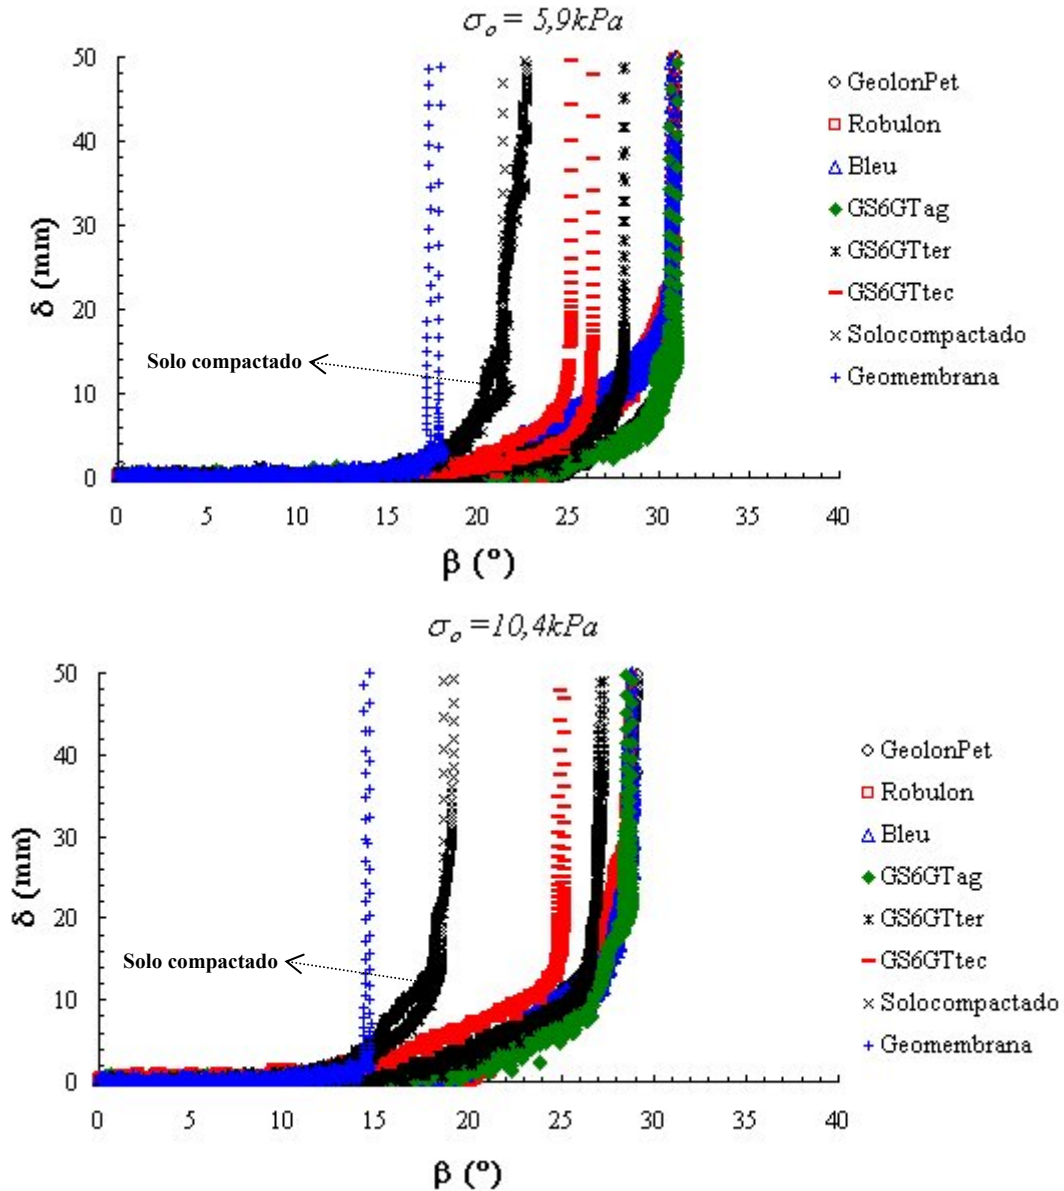 σo = 5,9kPa
δ (mm)
50
40
30
20
10
0
Solo compactado
0 5 10 15 20 25 30 35 40
β (°)
GeolonPet
Robulon
Bleu
GS6GTag
GS6GTter
GS6GTtec
Solocompactado
Geomembrana
σo =10,4kPa
δ (mm)
50
40
30
20
10
0
Solo compactado
0 5 10 15 20 25 30 35 40
β (°)
GeolonPet
Robulon
Bleu
GS6GTag
GS6GTter
GS6GTtec
Solocompactado
Geomembrana